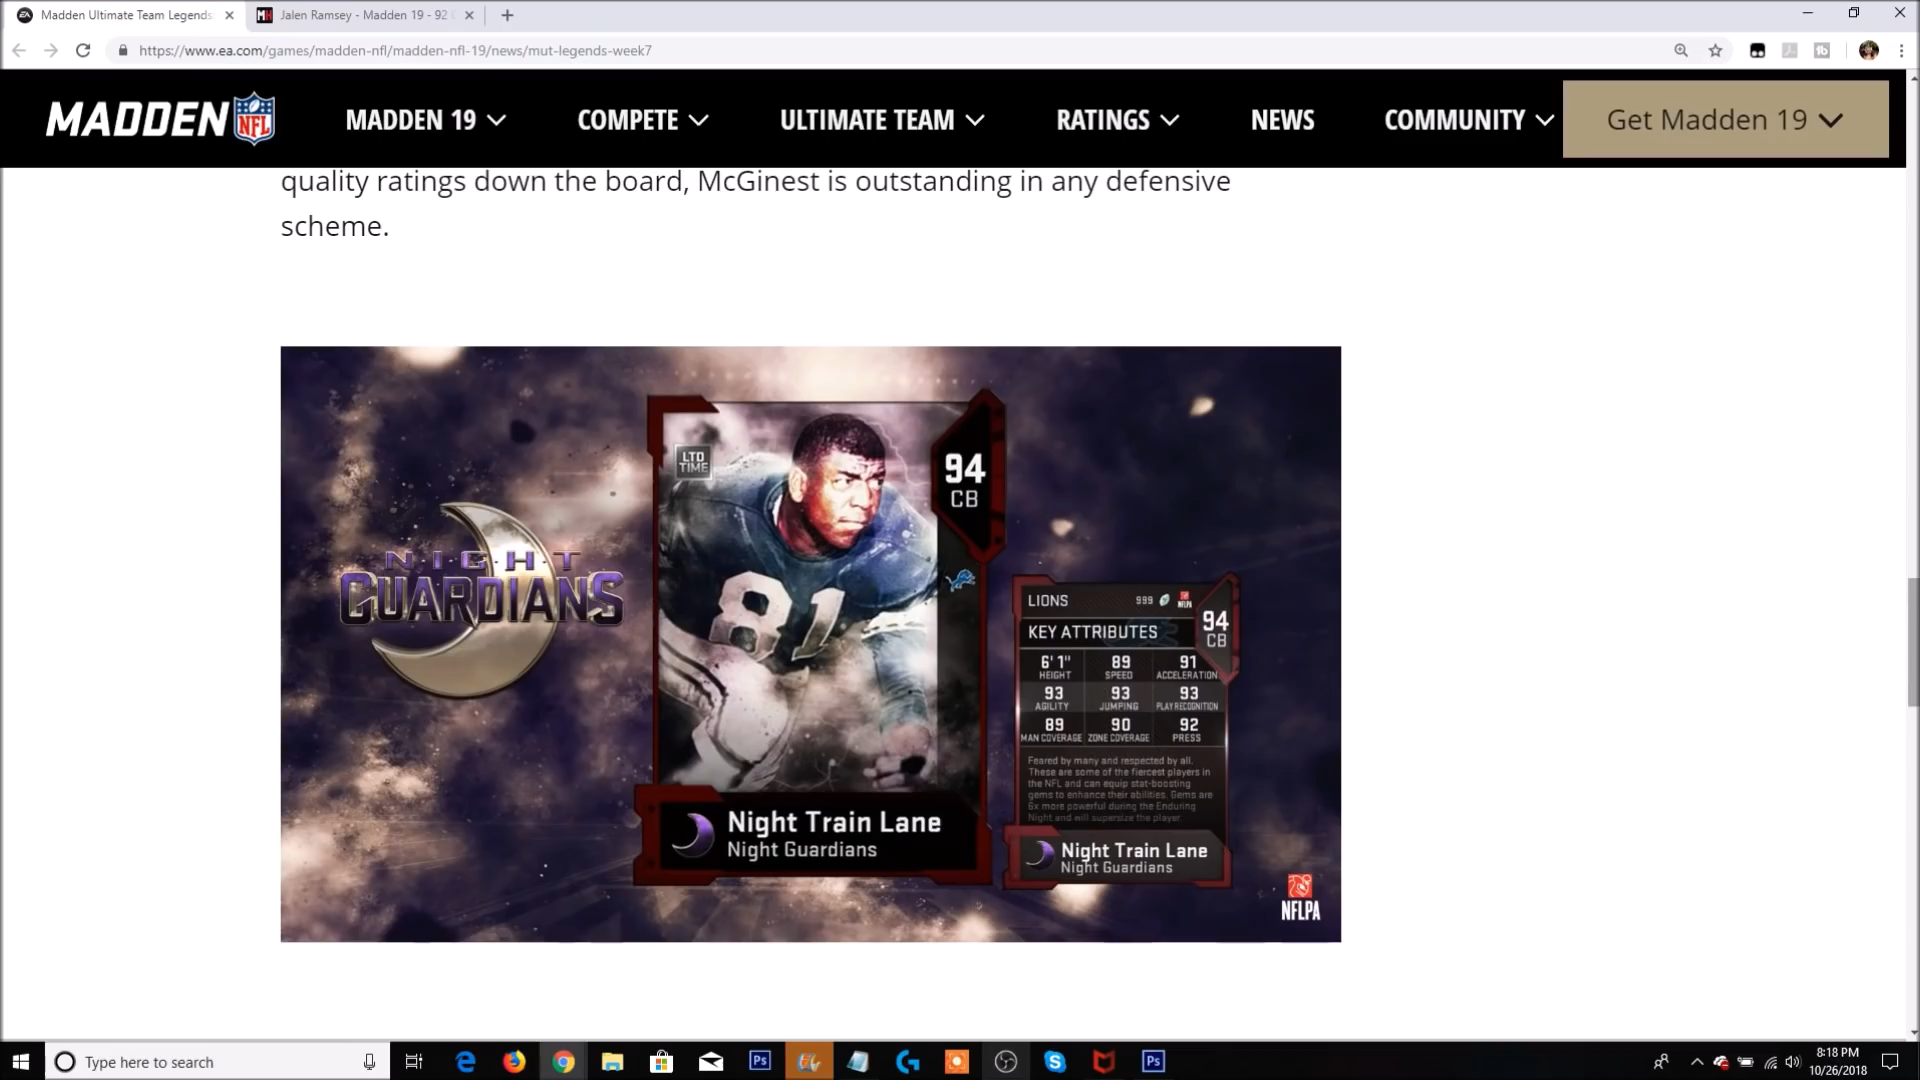 Madden Ultimate Team Legends
Jalen Ramsey - Madden 19 - 92
https://www.ea.com/games/madden-nfl/madden-nfl-19/news/mut-legends-week7
MADDEN NFL
MADDEN 19
COMPETE
ULTIMATE TEAM
RATINGS
NEWS
COMMUNITY
Get Madden 19
quality ratings down the board, McGinest is outstanding in any defensive
scheme.
NIGHT
GUARDIANS
LTD
TIME
94
CB
81
Night Train Lane
Night Guardians
LIONS 999 NFLPA
94
CB
KEY ATTRIBUTES
6'1" 89 91
HEIGHT SPEED ACCELERATION
93 93 93
AGILITY JUMPING PLAY RECOGNITION
89 90 92
MAN COVERAGE ZONE COVERAGE PRESS
Feared by many and respected by all.
These are some of the fiercest players in
the NFL and can equip stat-boosting
gems to enhance their abilities. Gems are
6x more powerful during the Enduring
Night and will supersize the player.
Night Train Lane
Night Guardians
NFLPA
Type here to search
8:18 PM
10/26/2018